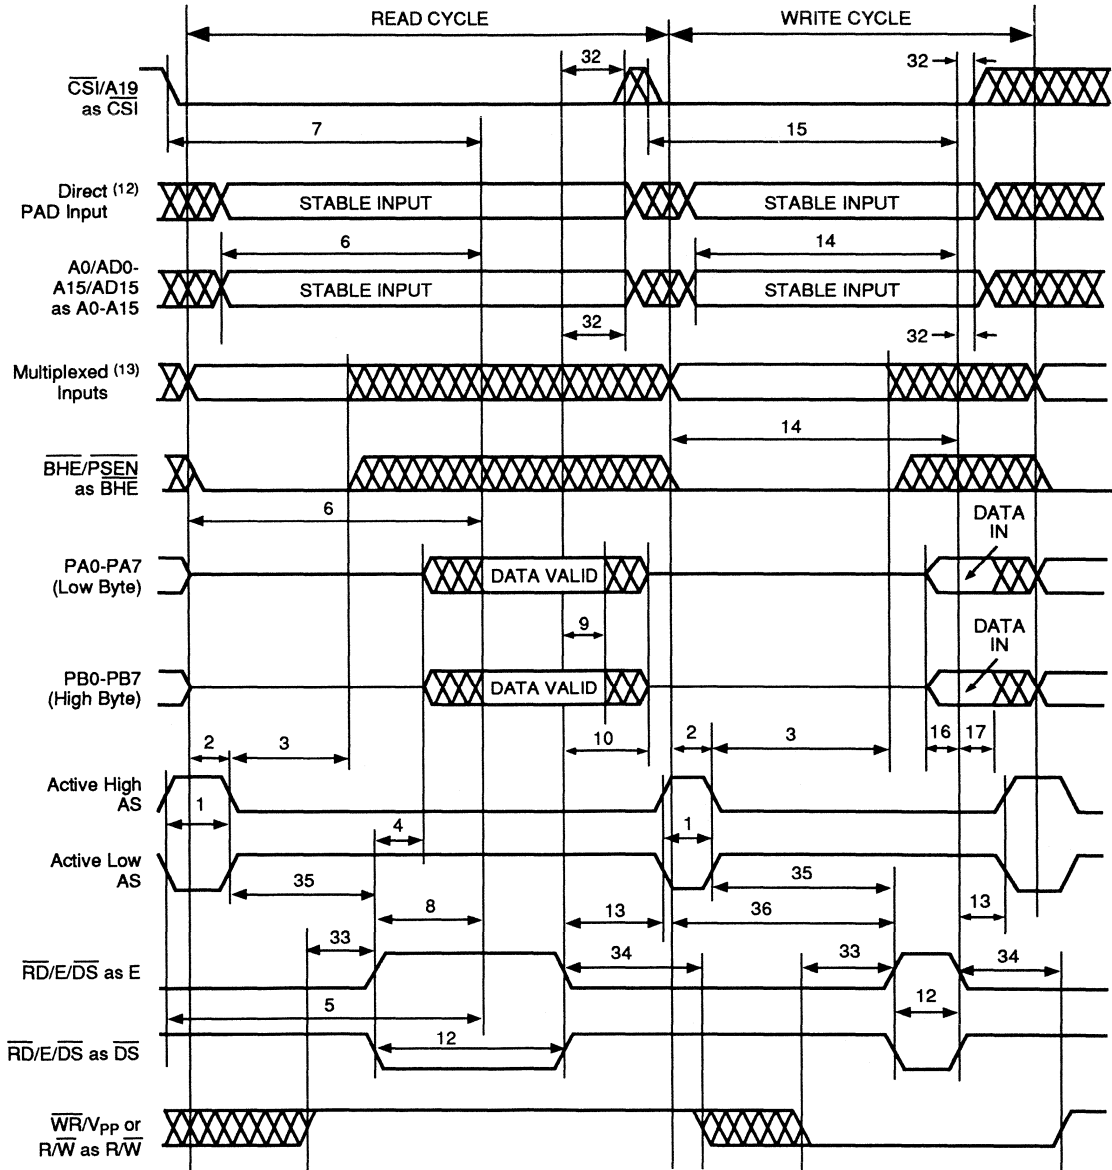 READ CYCLE
WRITE CYCLE
32
32
CSI/A19
as CSI
7
15
Direct (12)
PAD Input
STABLE INPUT
STABLE INPUT
6
14
A0/AD0-
A15/AD15
as A0-A15
STABLE INPUT
STABLE INPUT
32
32
Multiplexed (13)
Inputs
14
BHE/PSEN
as BHE
6
DATA
IN
PA0-PA7
(Low Byte)
DATA VALID
9
DATA
IN
PB0-PB7
(High Byte)
DATA VALID
2
3
10
2
3
16
17
Active High
AS
1
4
1
Active Low
AS
35
35
8
13
36
13
33
34
33
34
RD/E/DS as E
5
12
12
RD/E/DS as DS
WR/VPP or
R/W as R/W